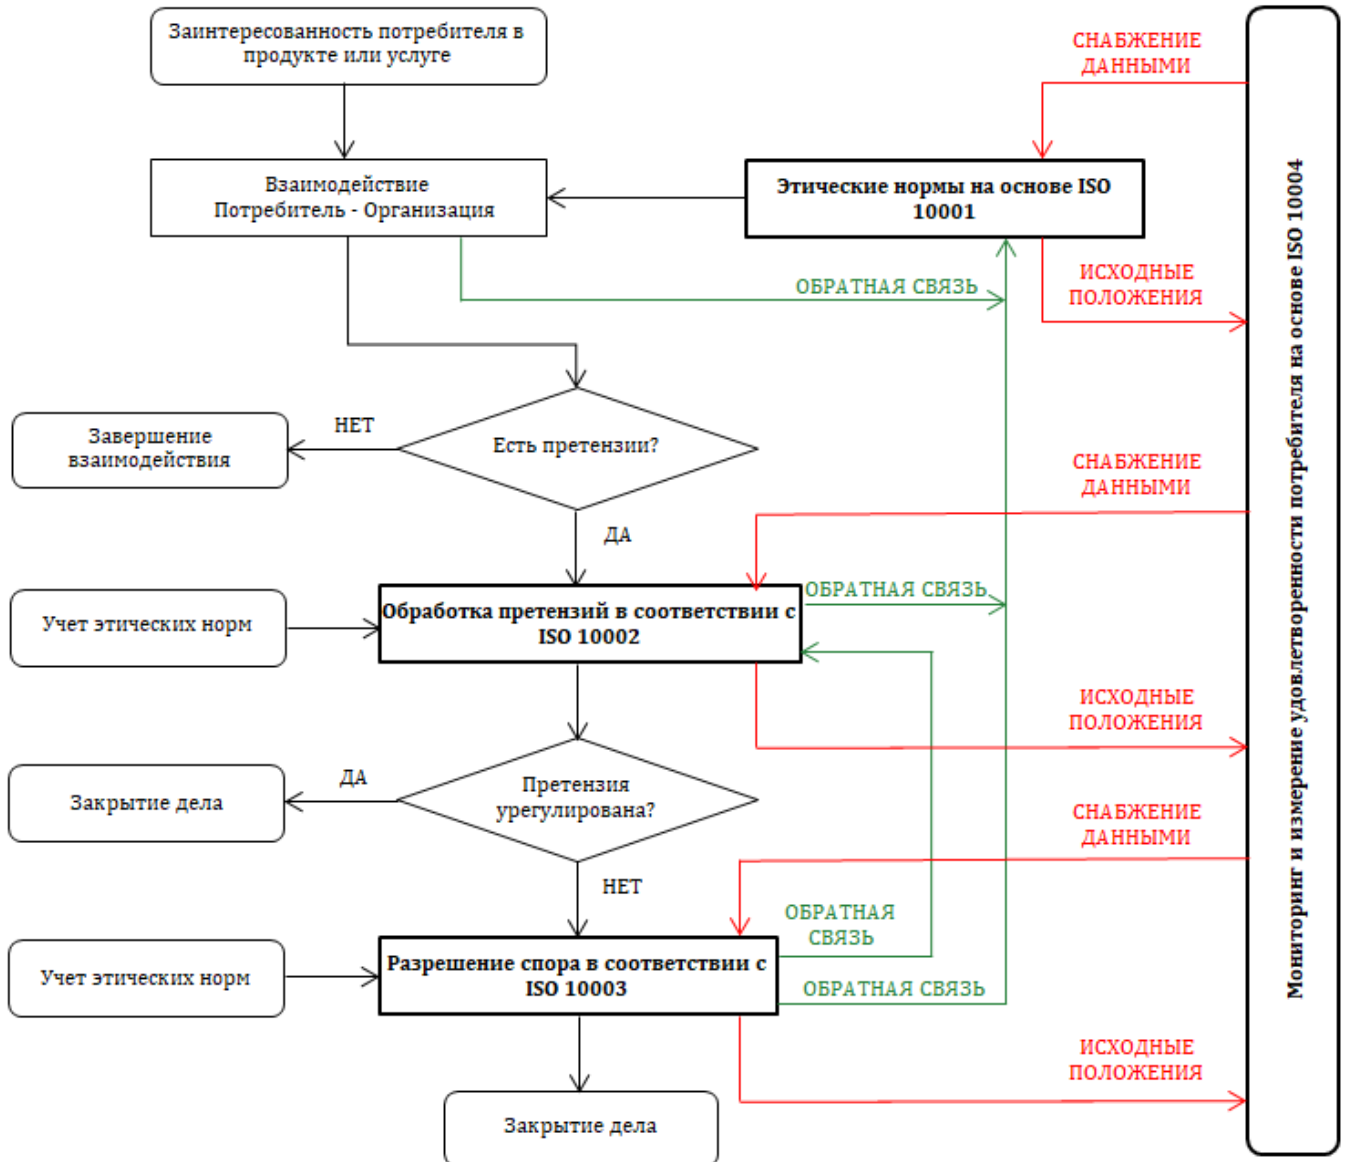 Заинтересованность потребителя в
продукте или услуге
СНАБЖЕНИЕ
ДАННЫМИ
Взаимодействие
Потребитель - Организация
Этические нормы на основе ISO
10001
ОБРАТНАЯ СВЯЗЬ
ИСХОДНЫЕ
ПОЛОЖЕНИЯ
Мониторинг и измерение удовлетворенности потребителя на основе ISO 10004
НЕТ
Завершение
взаимодействия
Есть претензии?
СНАБЖЕНИЕ
ДАННЫМИ
ДА
Учет этических норм
Обработка претензий в соответствии с
ISO 10002
ОБРАТНАЯ СВЯЗЬ
ИСХОДНЫЕ
ПОЛОЖЕНИЯ
ДА
Закрытие дела
Претензия
урегулирована?
СНАБЖЕНИЕ
ДАННЫМИ
НЕТ
ОБРАТНАЯ
СВЯЗЬ
Учет этических норм
Разрешение спора в соответствии с
ISO 10003
ОБРАТНАЯ СВЯЗЬ
ИСХОДНЫЕ
ПОЛОЖЕНИЯ
Закрытие дела